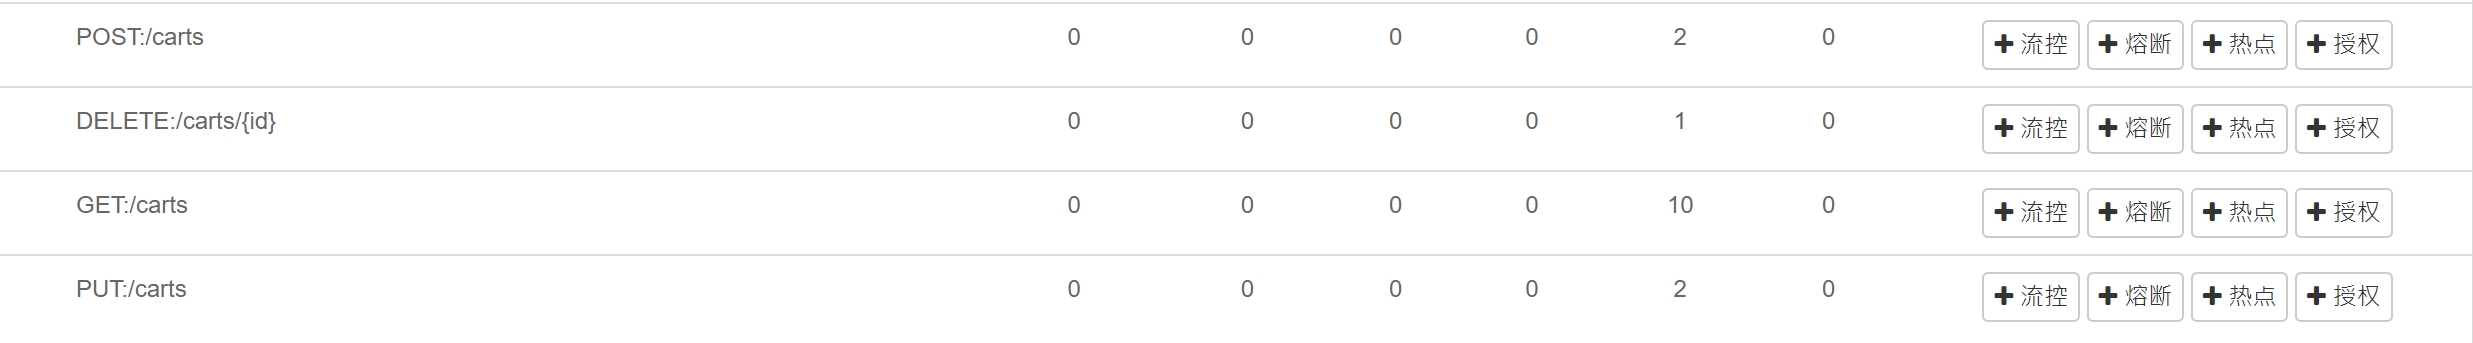 POST:/carts 0 0 0 0 2 0 流控 熔断 热点 授权
DELETE:/carts/{id} 0 0 0 0 1 0 流控 熔断 热点 授权
GET:/carts 0 0 0 0 10 0 流控 熔断 热点 授权
PUT:/carts 0 0 0 0 2 0 流控 熔断 热点 授权